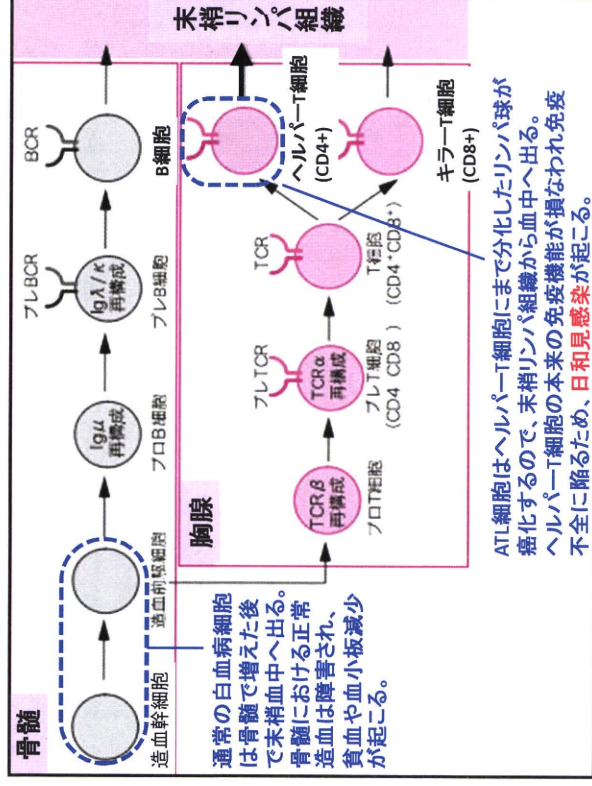 骨髄
造血幹細胞
造血前駆細胞
Igμ
再構成
プロB細胞
プレBCR
Igλ/κ
再構成
プレB細胞
BCR
B細胞
末梢リンパ組織
通常の白血病細胞
は骨髄で増えた後
で末梢血中へ出る。
骨髄における正常
造血は障害され、
貧血や血小板減少
が起こる。
胸腺
TCRβ
再構成
プロT細胞
プレTCR
TCRα
再構成
プレT細胞
(CD4 CD8 )
TCR
T細胞
(CD4⁺CD8⁺)
ヘルパーT細胞
(CD4+)
キラーT細胞
(CD8+)
ATL細胞はヘルパーT細胞にまで分化したリンパ球が
癌化するので、末梢リンパ組織から血中へ出る。
ヘルパーT細胞の本来の免疫機能が損なわれ免疫
不全に陥るため、日和見感染が起こる。